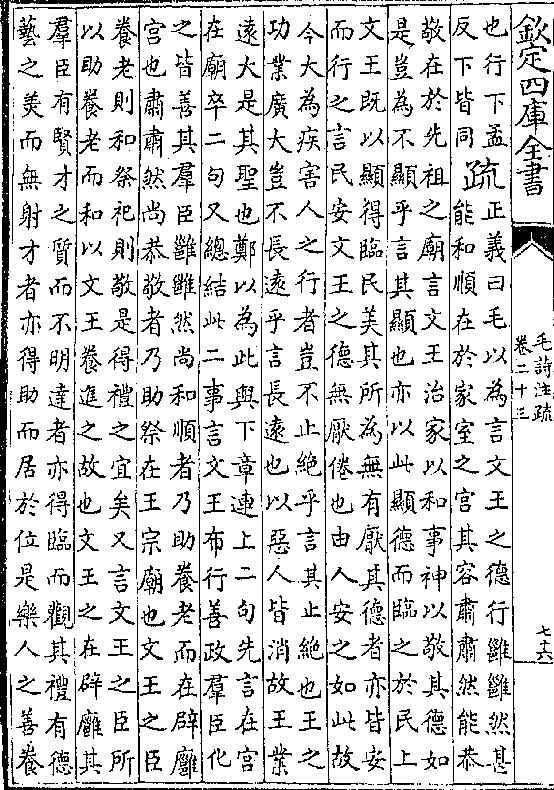 欽定四庫全書
毛詩注疏
卷二十三
七十六
也行下孟
反下皆同
疏
正義曰毛以為言文王之德行雝雝然甚
能和順在於家室之宮其容肅肅然能恭
敬在於先祖之廟言文王治家以和事神以敬其德如
是豈為不顯乎言其顯也亦以此顯德而臨之於民上
文王既以顯得臨民美其所為無有厭其德者亦皆安
而行之言民安文王之德無厭倦也由人安之如此故
今大為疾害人之行者豈不止絕乎言其止絕也王之
功業廣大豈不長遠乎言長遠也以惡人皆消故王業
遠大是其聖也鄭以為此與下章連上二句先言在宮
在廟卒二句又總結此二事言文王布行善政羣臣化
之皆善其羣臣雝雝然尚和順者乃助養老而在辟廱
宮也肅肅然尚恭敬者乃助祭在王宗廟也文王之臣
養老則和祭祀則敬是得禮之宜矣又言文王之臣所
以助養老而和以文王養進之故也文王之在辟廱其
羣臣有賢才之質而不明達者亦得臨而觀其禮有德
藝之美而無射才者亦得助而居於位是樂人之善養